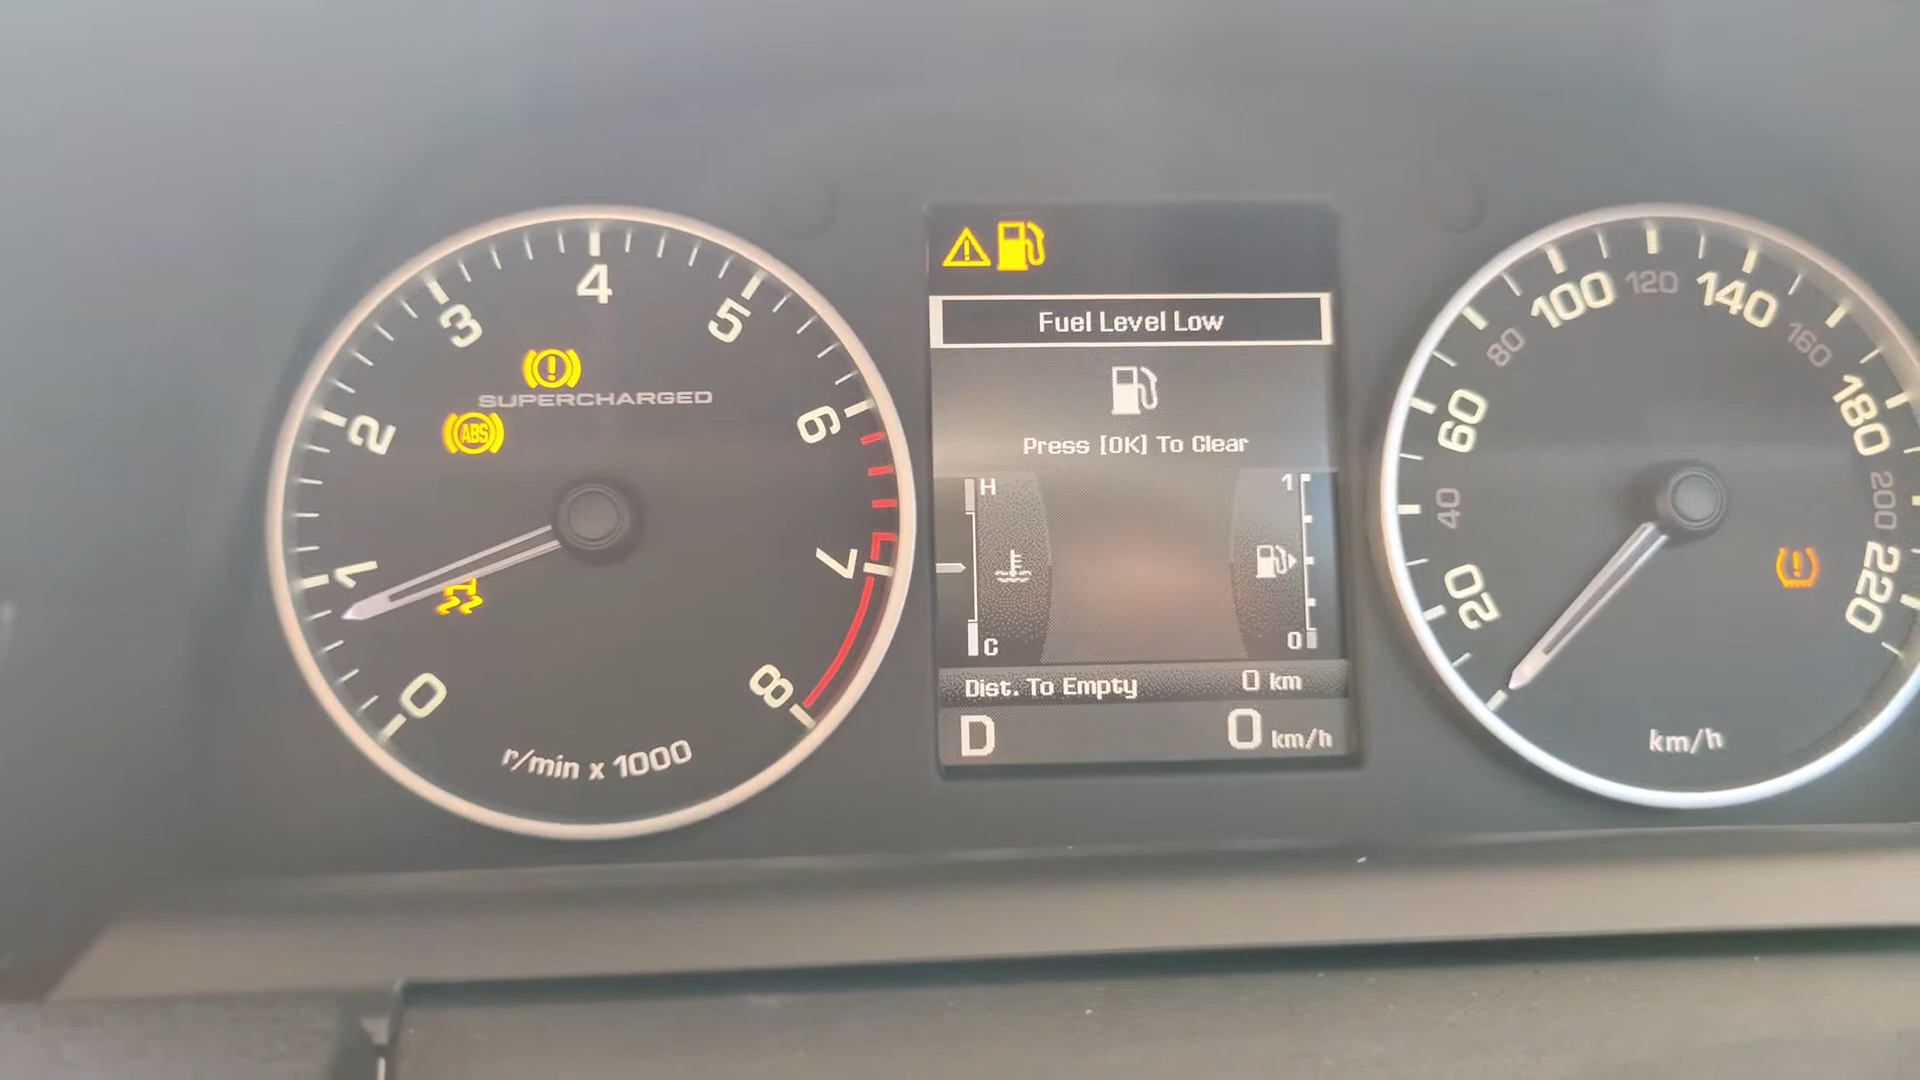 0
1
2
3
4
5
6
7
8
SUPERCHARGED
ABS
r/min x 1000
Fuel Level Low
Press [OK] To Clear
H
C
1
0
Dist. To Empty 0 km
D 0 km/h
20
40
60
80
100
120
140
160
180
200
220
km/h